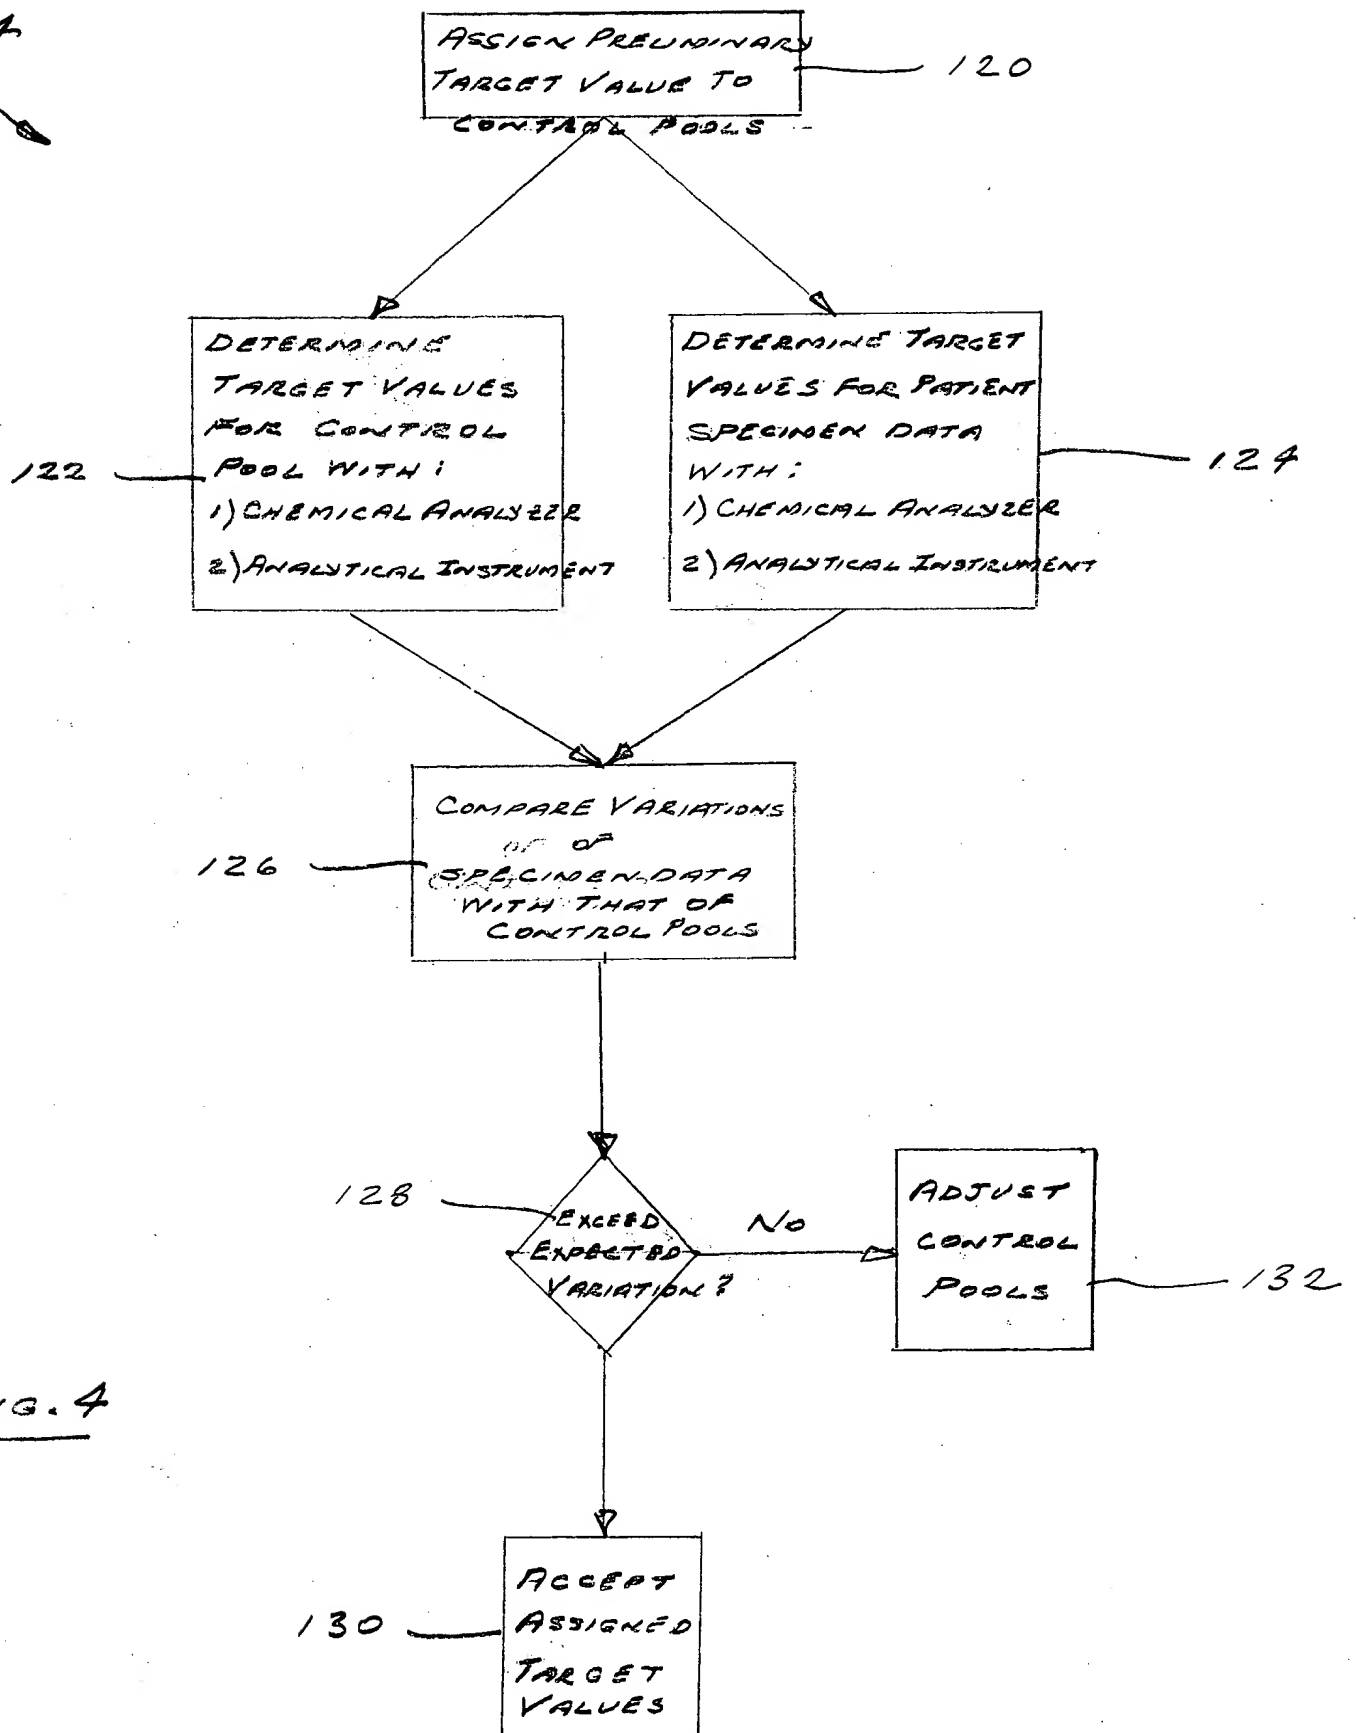 ASSIGN PRELIMINARY
TARGET VALUE TO
CONTROL POOLS
120
DETERMINE
TARGET VALUES
FOR CONTROL
POOL WITH:
1) CHEMICAL ANALYZER
2) ANALYTICAL INSTRUMENT
122
DETERMINE TARGET
VALUES FOR PATIENT
SPECIMEN DATA
WITH:
1) CHEMICAL ANALYZER
2) ANALYTICAL INSTRUMENT
124
COMPARE VARIATIONS
OF
SPECIMEN DATA
WITH THAT OF
CONTROL POOLS
126
128
EXCEED
EXPECTED
VARIATION?
NO
ADJUST
CONTROL
POOLS
132
G. 4
ACCEPT
ASSIGNED
TARGET
VALUES
130